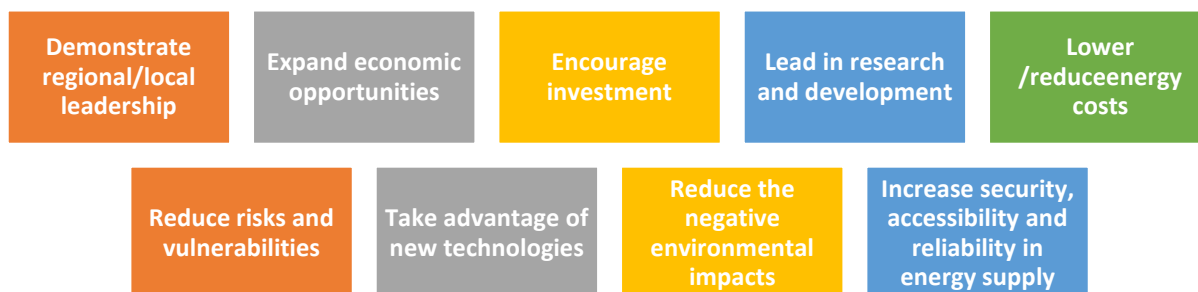 Demonstrate
regional/local
leadership
Expand economic
opportunities
Encourage
investment
Lead in research
and development
Lower
/reduceenergy
costs
Reduce risks and
vulnerabilities
Take advantage of
new technologies
Reduce the
negative
environmental
impacts
Increase security,
accessibility and
reliability in
energy supply